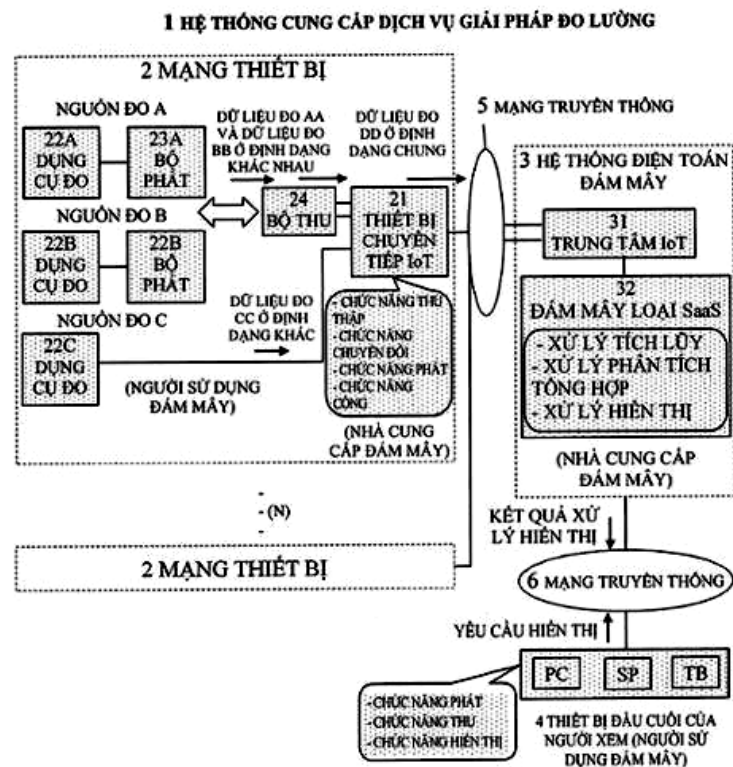 1 HỆ THỐNG CUNG CẤP DỊCH VỤ GIẢI PHÁP ĐO LƯỜNG
2 MẠNG THIẾT BỊ
NGUỒN ĐO A
22A
DỤNG
CỤ ĐO
23A
BỘ
PHÁT
DỮ LIỆU ĐO AA
VÀ DỮ LIỆU ĐO
BB Ở ĐỊNH DẠNG
KHÁC NHAU
DỮ LIỆU ĐO
DD Ở ĐỊNH
DẠNG CHUNG
24
BỘ THU
21
THIẾT BỊ
CHUYỂN
TIẾP IoT
NGUỒN ĐO B
22B
DỤNG
CỤ ĐO
22B
BỘ
PHÁT
NGUỒN ĐO C
22C
DỤNG
CỤ ĐO
DỮ LIỆU ĐO
CC Ở ĐỊNH
DẠNG KHÁC
(NGƯỜI SỬ DỤNG
ĐÁM MÂY)
- CHỨC NĂNG THU
THẬP
- CHỨC NĂNG
CHUYỂN ĐỔI
- CHỨC NĂNG PHÁT
- CHỨC NĂNG
CỔNG
(NHÀ CUNG
CẤP ĐÁM MÂY)
- (N)
2 MẠNG THIẾT BỊ
5 MẠNG TRUYỀN THÔNG
3 HỆ THỐNG ĐIỆN TOÁN
ĐÁM MÂY
31
TRUNG TÂM IoT
32
ĐÁM MÂY LOẠI SaaS
- XỬ LÝ TÍCH LŨY
- XỬ LÝ PHÂN TÍCH
TỔNG HỢP
- XỬ LÝ HIỂN THỊ
(NHÀ CUNG CẤP
ĐÁM MÂY)
KẾT QUẢ XỬ
LÝ HIỂN THỊ
6 MẠNG TRUYỀN THÔNG
YÊU CẦU HIỂN THỊ
PC SP TB
- CHỨC NĂNG PHÁT
- CHỨC NĂNG THU
- CHỨC NĂNG HIỂN THỊ
4 THIẾT BỊ ĐẦU CUỐI CỦA
NGƯỜI XEM (NGƯỜI SỬ
DỤNG ĐÁM MÂY)